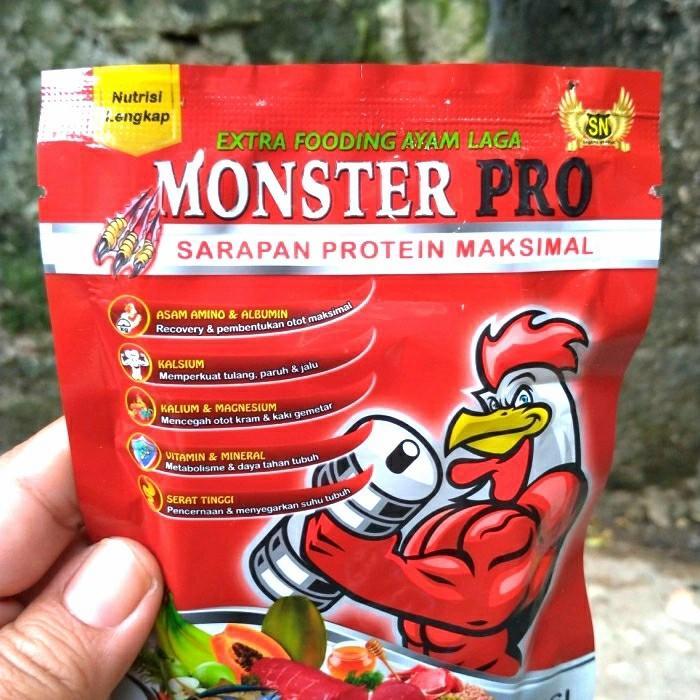 Nutrisi
Lengkap
SN
EXTRA FOODING AYAM LAGA
MONSTER PRO
SARAPAN PROTEIN MAKSIMAL
ASAM AMINO & ALBUMIN
Recovery & pembentukan otot maksimal
KALSIUM
Memperkuat tulang, paruh & jalu
KALIUM & MAGNESIUM
Mencegah otot kram & kaki gemetar
VITAMIN & MINERAL
Metabolisme & daya tahan tubuh
SERAT TINGGI
Pencernaan & menyegarkan suhu tubuh